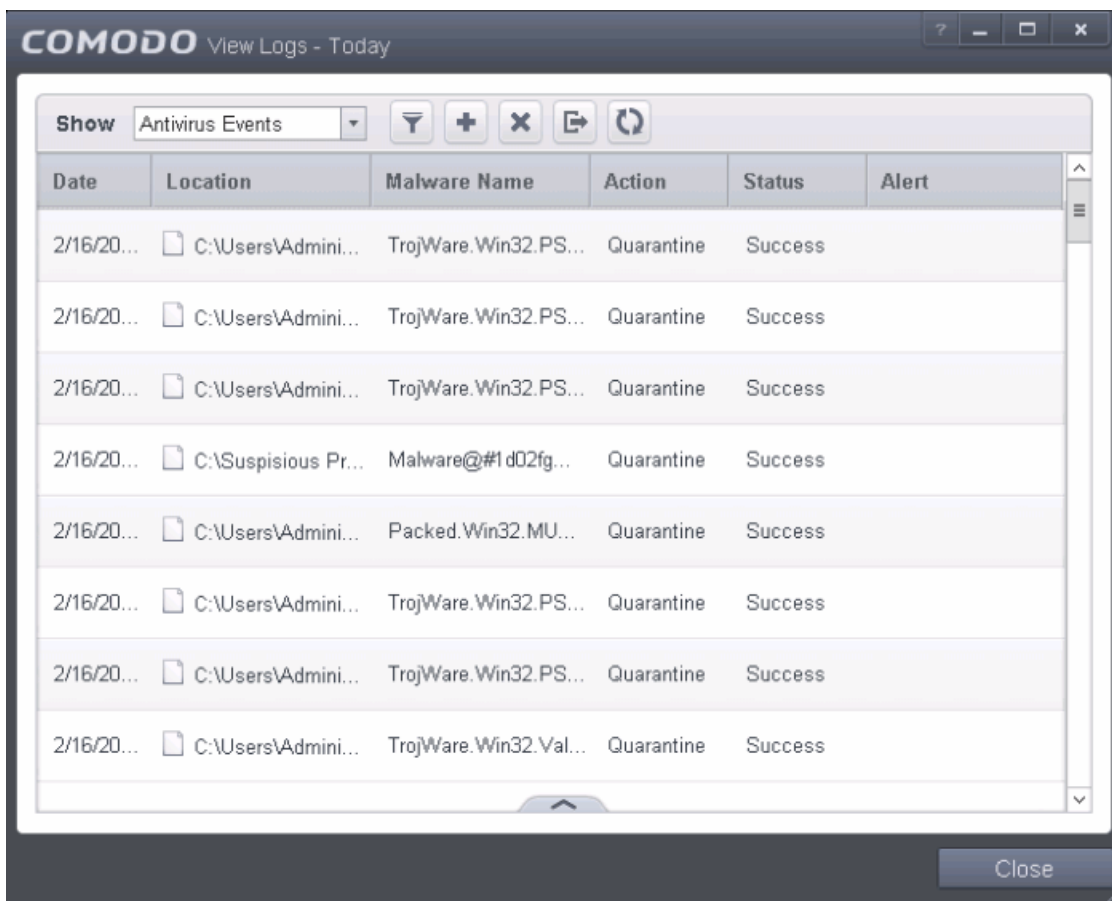 COMODO View Logs - Today
?
Show Antivirus Events
Date Location Malware Name Action Status Alert
2/16/20... C:\Users\Admini... TrojWare.Win32.PS... Quarantine Success
2/16/20... C:\Users\Admini... TrojWare.Win32.PS... Quarantine Success
2/16/20... C:\Users\Admini... TrojWare.Win32.PS... Quarantine Success
2/16/20... C:\Suspisious Pr... Malware@#1d02fg... Quarantine Success
2/16/20... C:\Users\Admini... Packed.Win32.MU... Quarantine Success
2/16/20... C:\Users\Admini... TrojWare.Win32.PS... Quarantine Success
2/16/20... C:\Users\Admini... TrojWare.Win32.PS... Quarantine Success
2/16/20... C:\Users\Admini... TrojWare.Win32.Val... Quarantine Success
Close